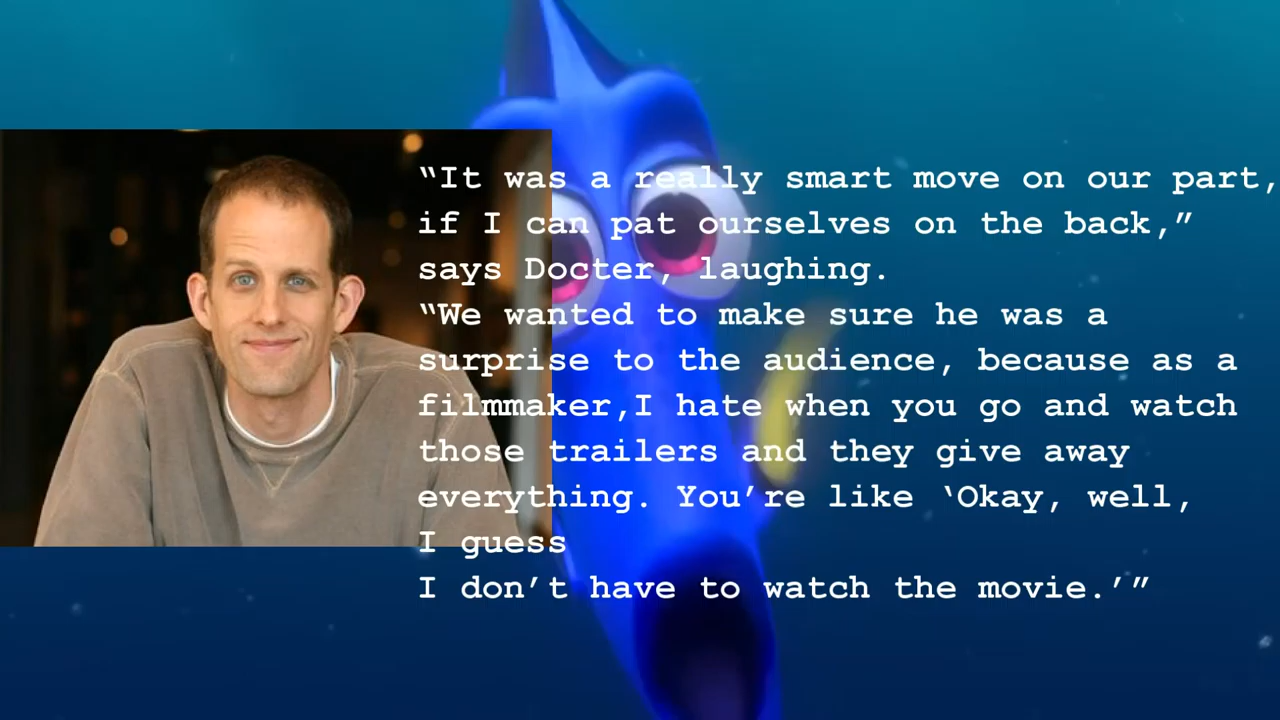 “It was a really smart move on our part,
if I can pat ourselves on the back,”
says Docter, laughing.
“We wanted to make sure he was a
surprise to the audience, because as a
filmmaker,I hate when you go and watch
those trailers and they give away
everything. You’re like ‘Okay, well,
I guess
I don’t have to watch the movie.’”